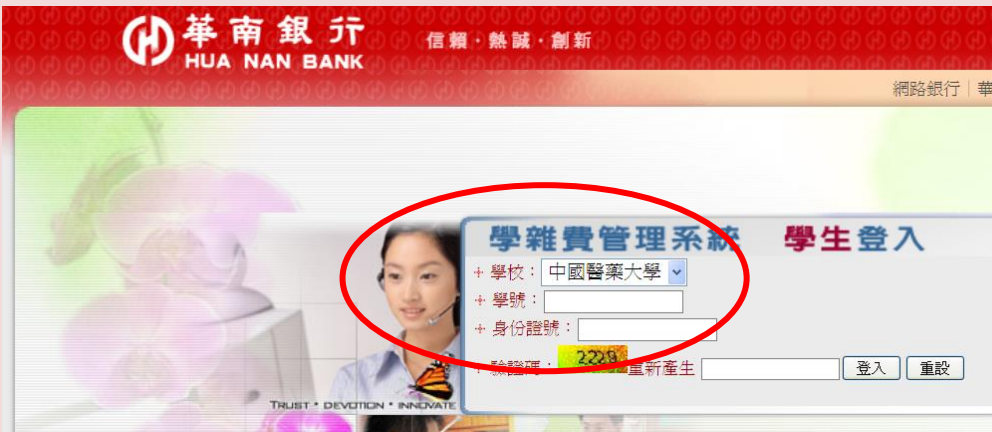 華南銀行
HUA NAN BANK
信賴·熱誠·創新
網路銀行│華
學雜費管理系統 學生登入
學校：中國醫藥大學
學號：
身份證號：
驗證碼：2229 重新產生 登入 重設
TRUST • DEVOTION • INNOVATE